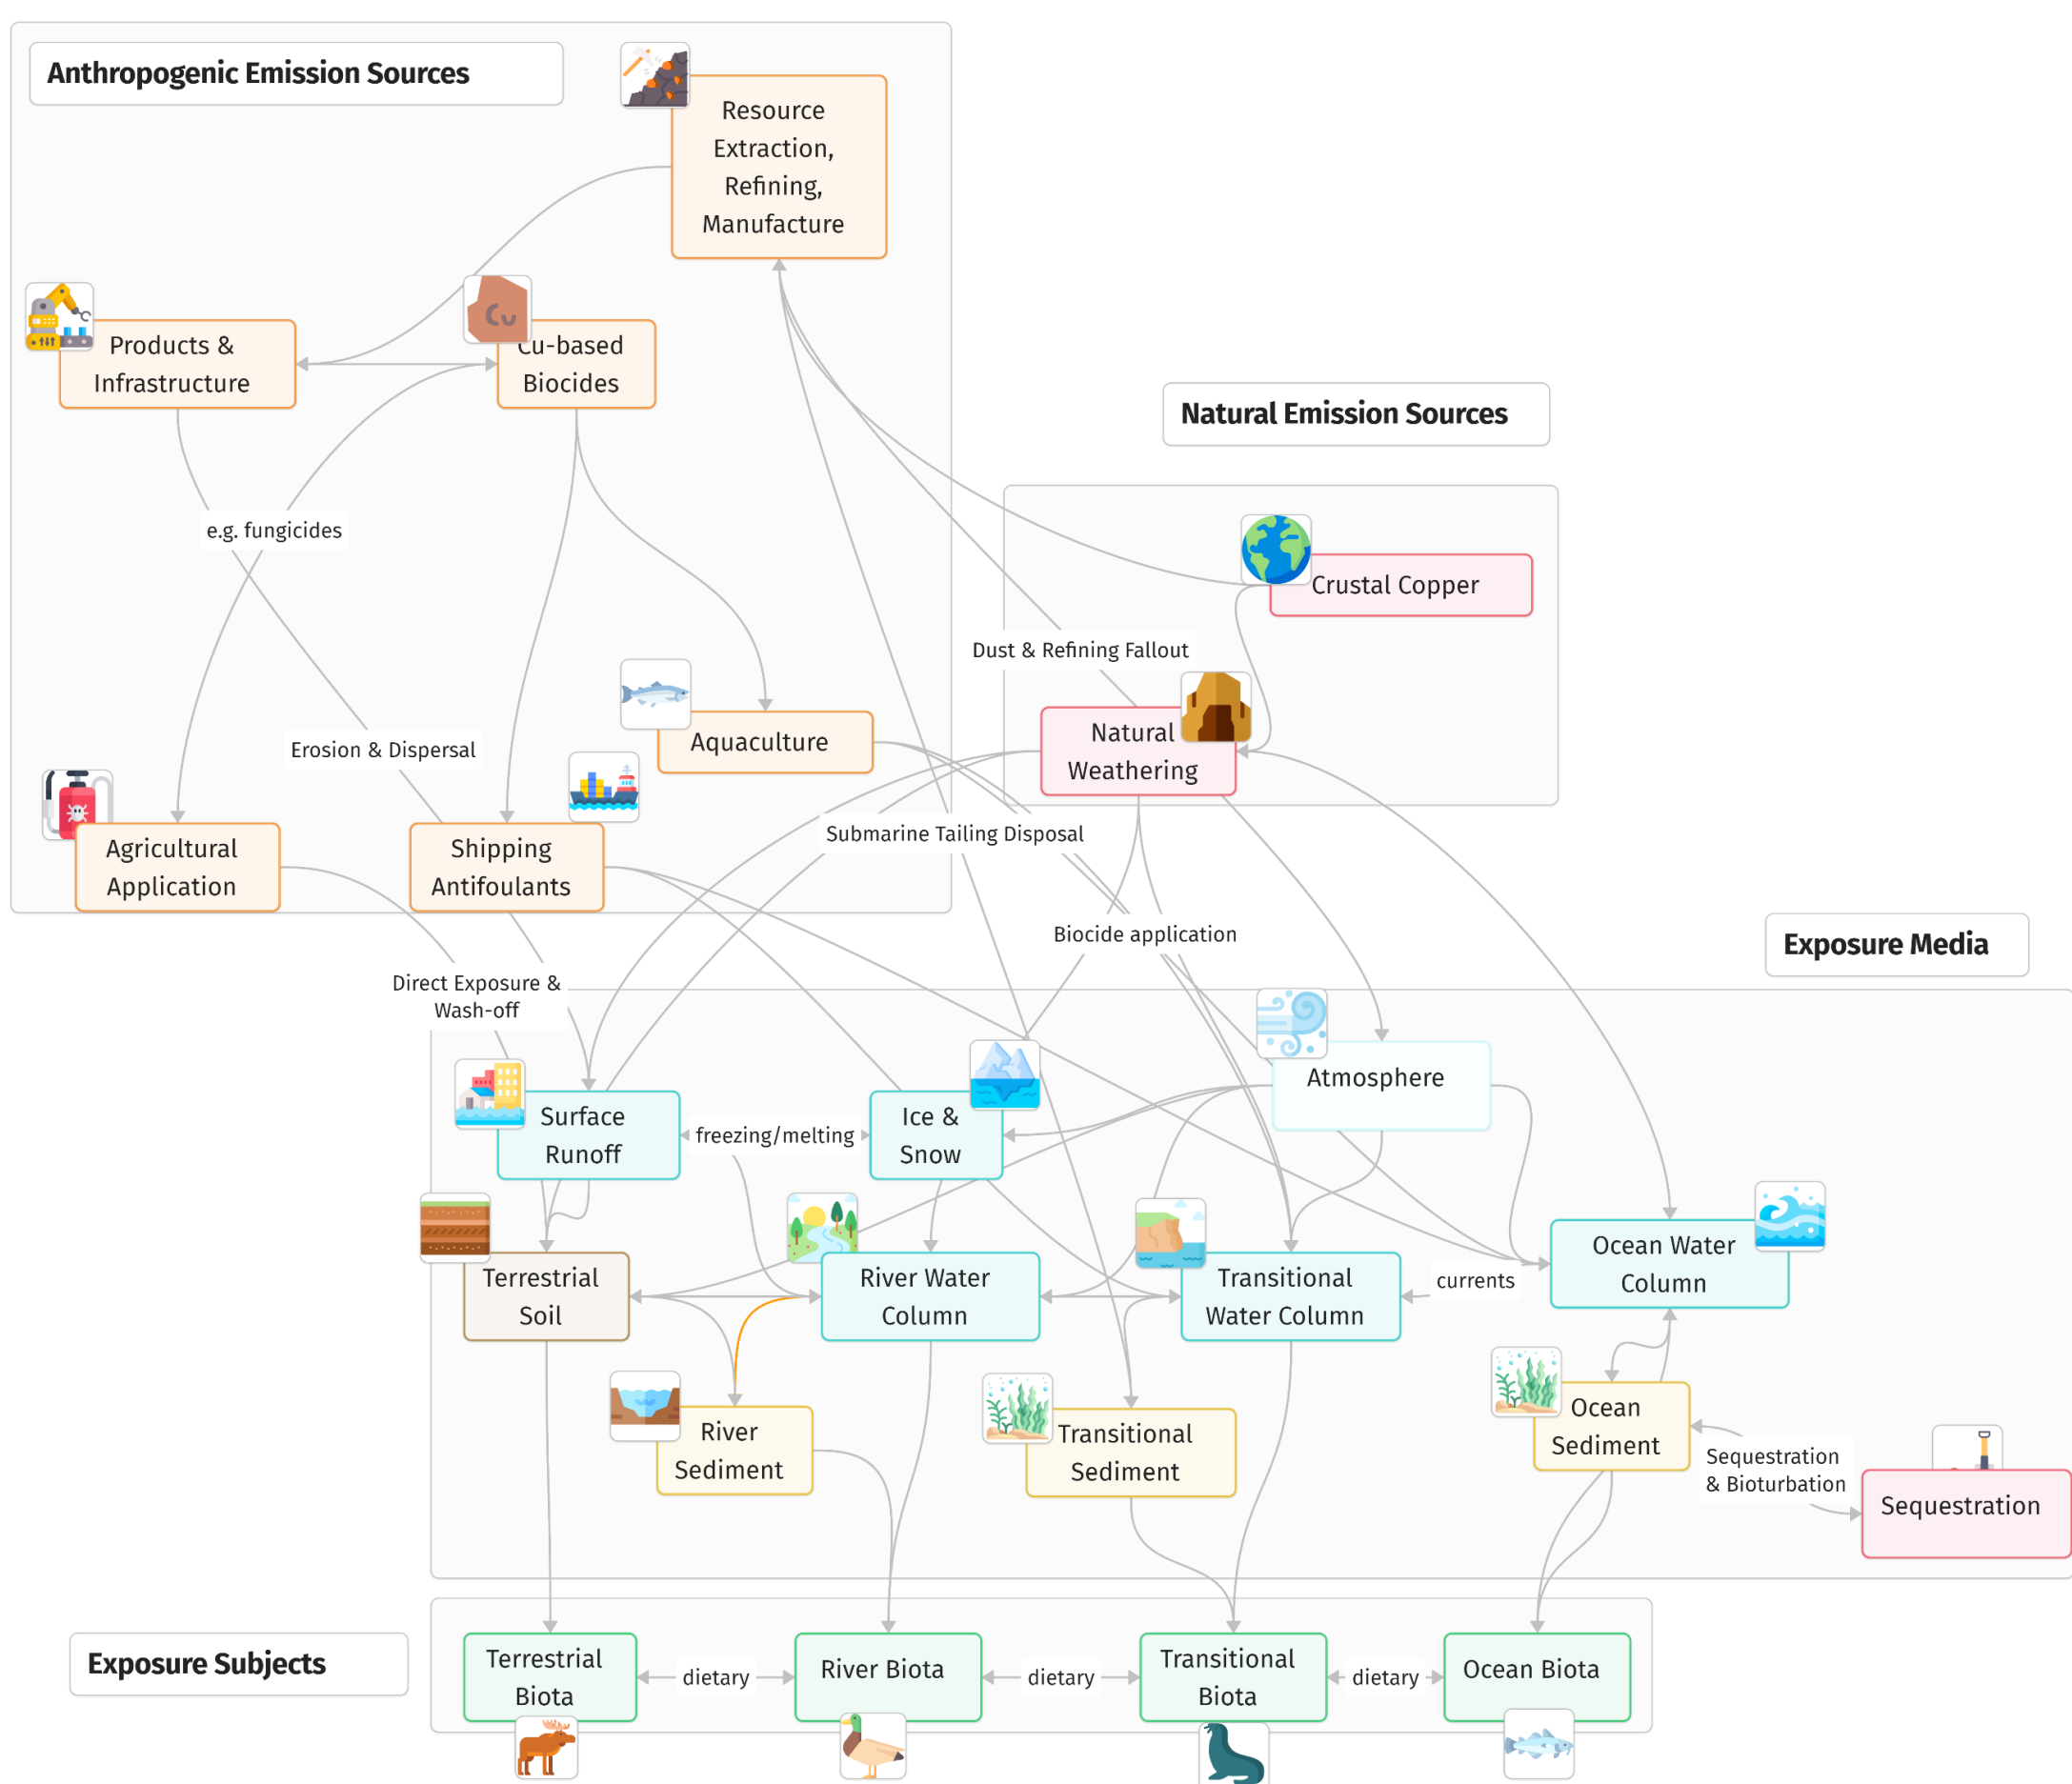 Anthropogenic Emission Sources
Resource
Extraction,
Refining,
Manufacture
Products &
Infrastructure
Cu
Cu-based
Biocides
Natural Emission Sources
e.g. fungicides
Crustal Copper
Dust & Refining Fallout
Natural
Weathering
Aquaculture
Erosion & Dispersal
Submarine Tailing Disposal
Agricultural
Application
Shipping
Antifoulants
Biocide application
Exposure Media
Direct Exposure &
Wash-off
Atmosphere
Surface
Runoff
freezing/melting
Ice &
Snow
Ocean Water
Column
Terrestrial
Soil
River Water
Column
Transitional
Water Column
currents
River
Sediment
Transitional
Sediment
Ocean
Sediment
Sequestration
& Bioturbation
Sequestration
Exposure Subjects
Terrestrial
Biota
dietary
River Biota
dietary
Transitional
Biota
dietary
Ocean Biota